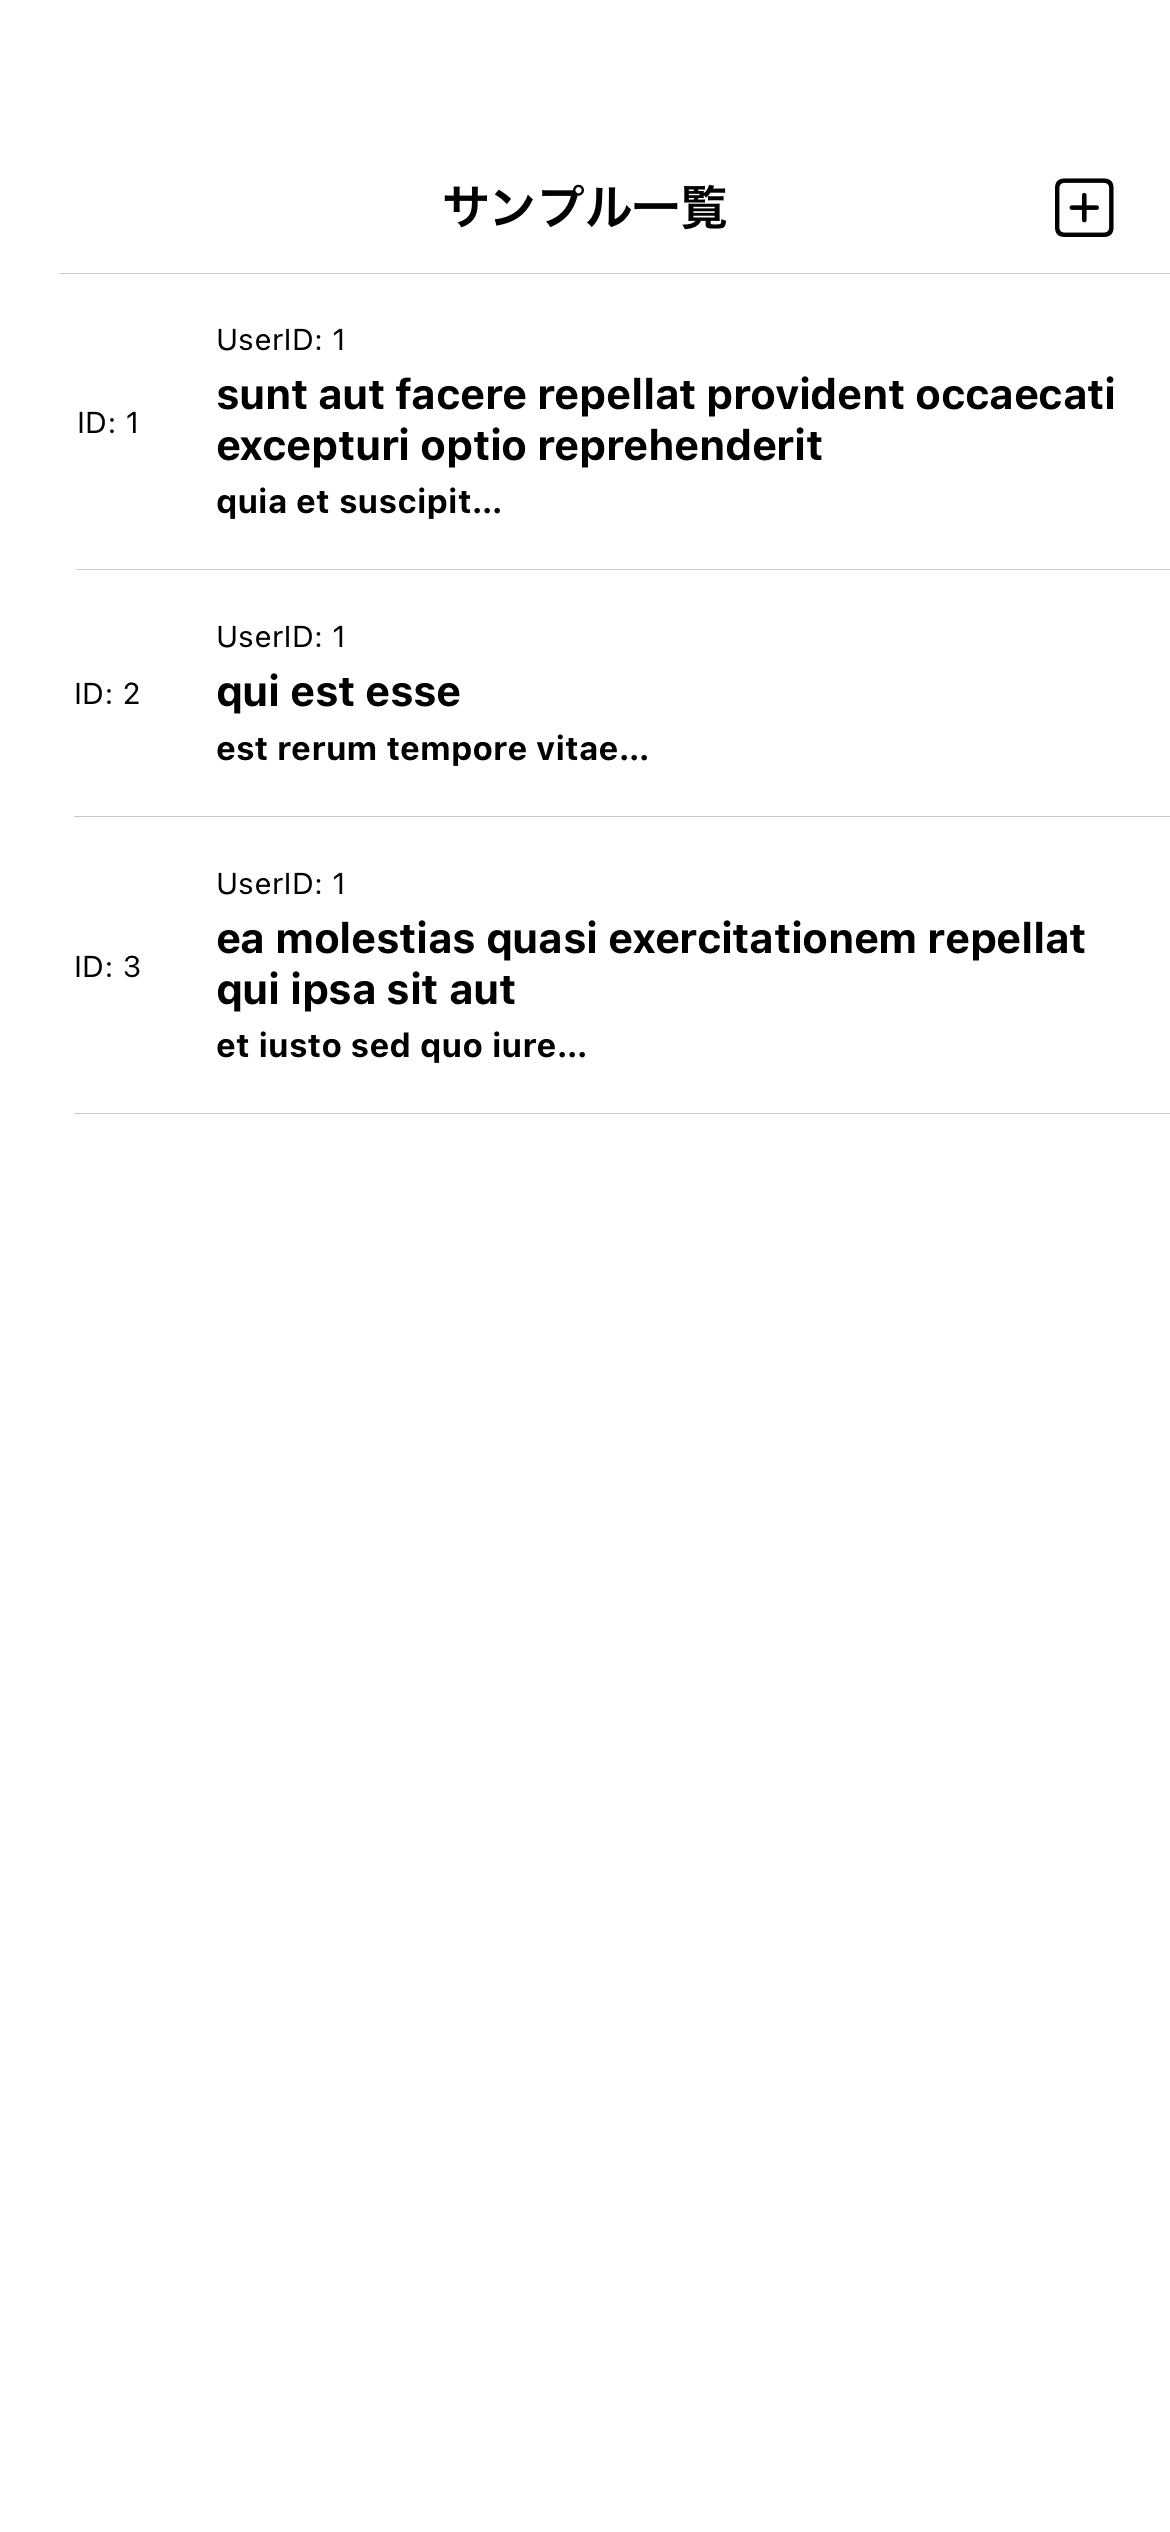 サンプル一覧
UserID: 1
ID: 1
sunt aut facere repellat provident occaecati
excepturi optio reprehenderit
quia et suscipit...
UserID: 1
ID: 2
qui est esse
est rerum tempore vitae...
UserID: 1
ID: 3
ea molestias quasi exercitationem repellat
qui ipsa sit aut
et iusto sed quo iure...